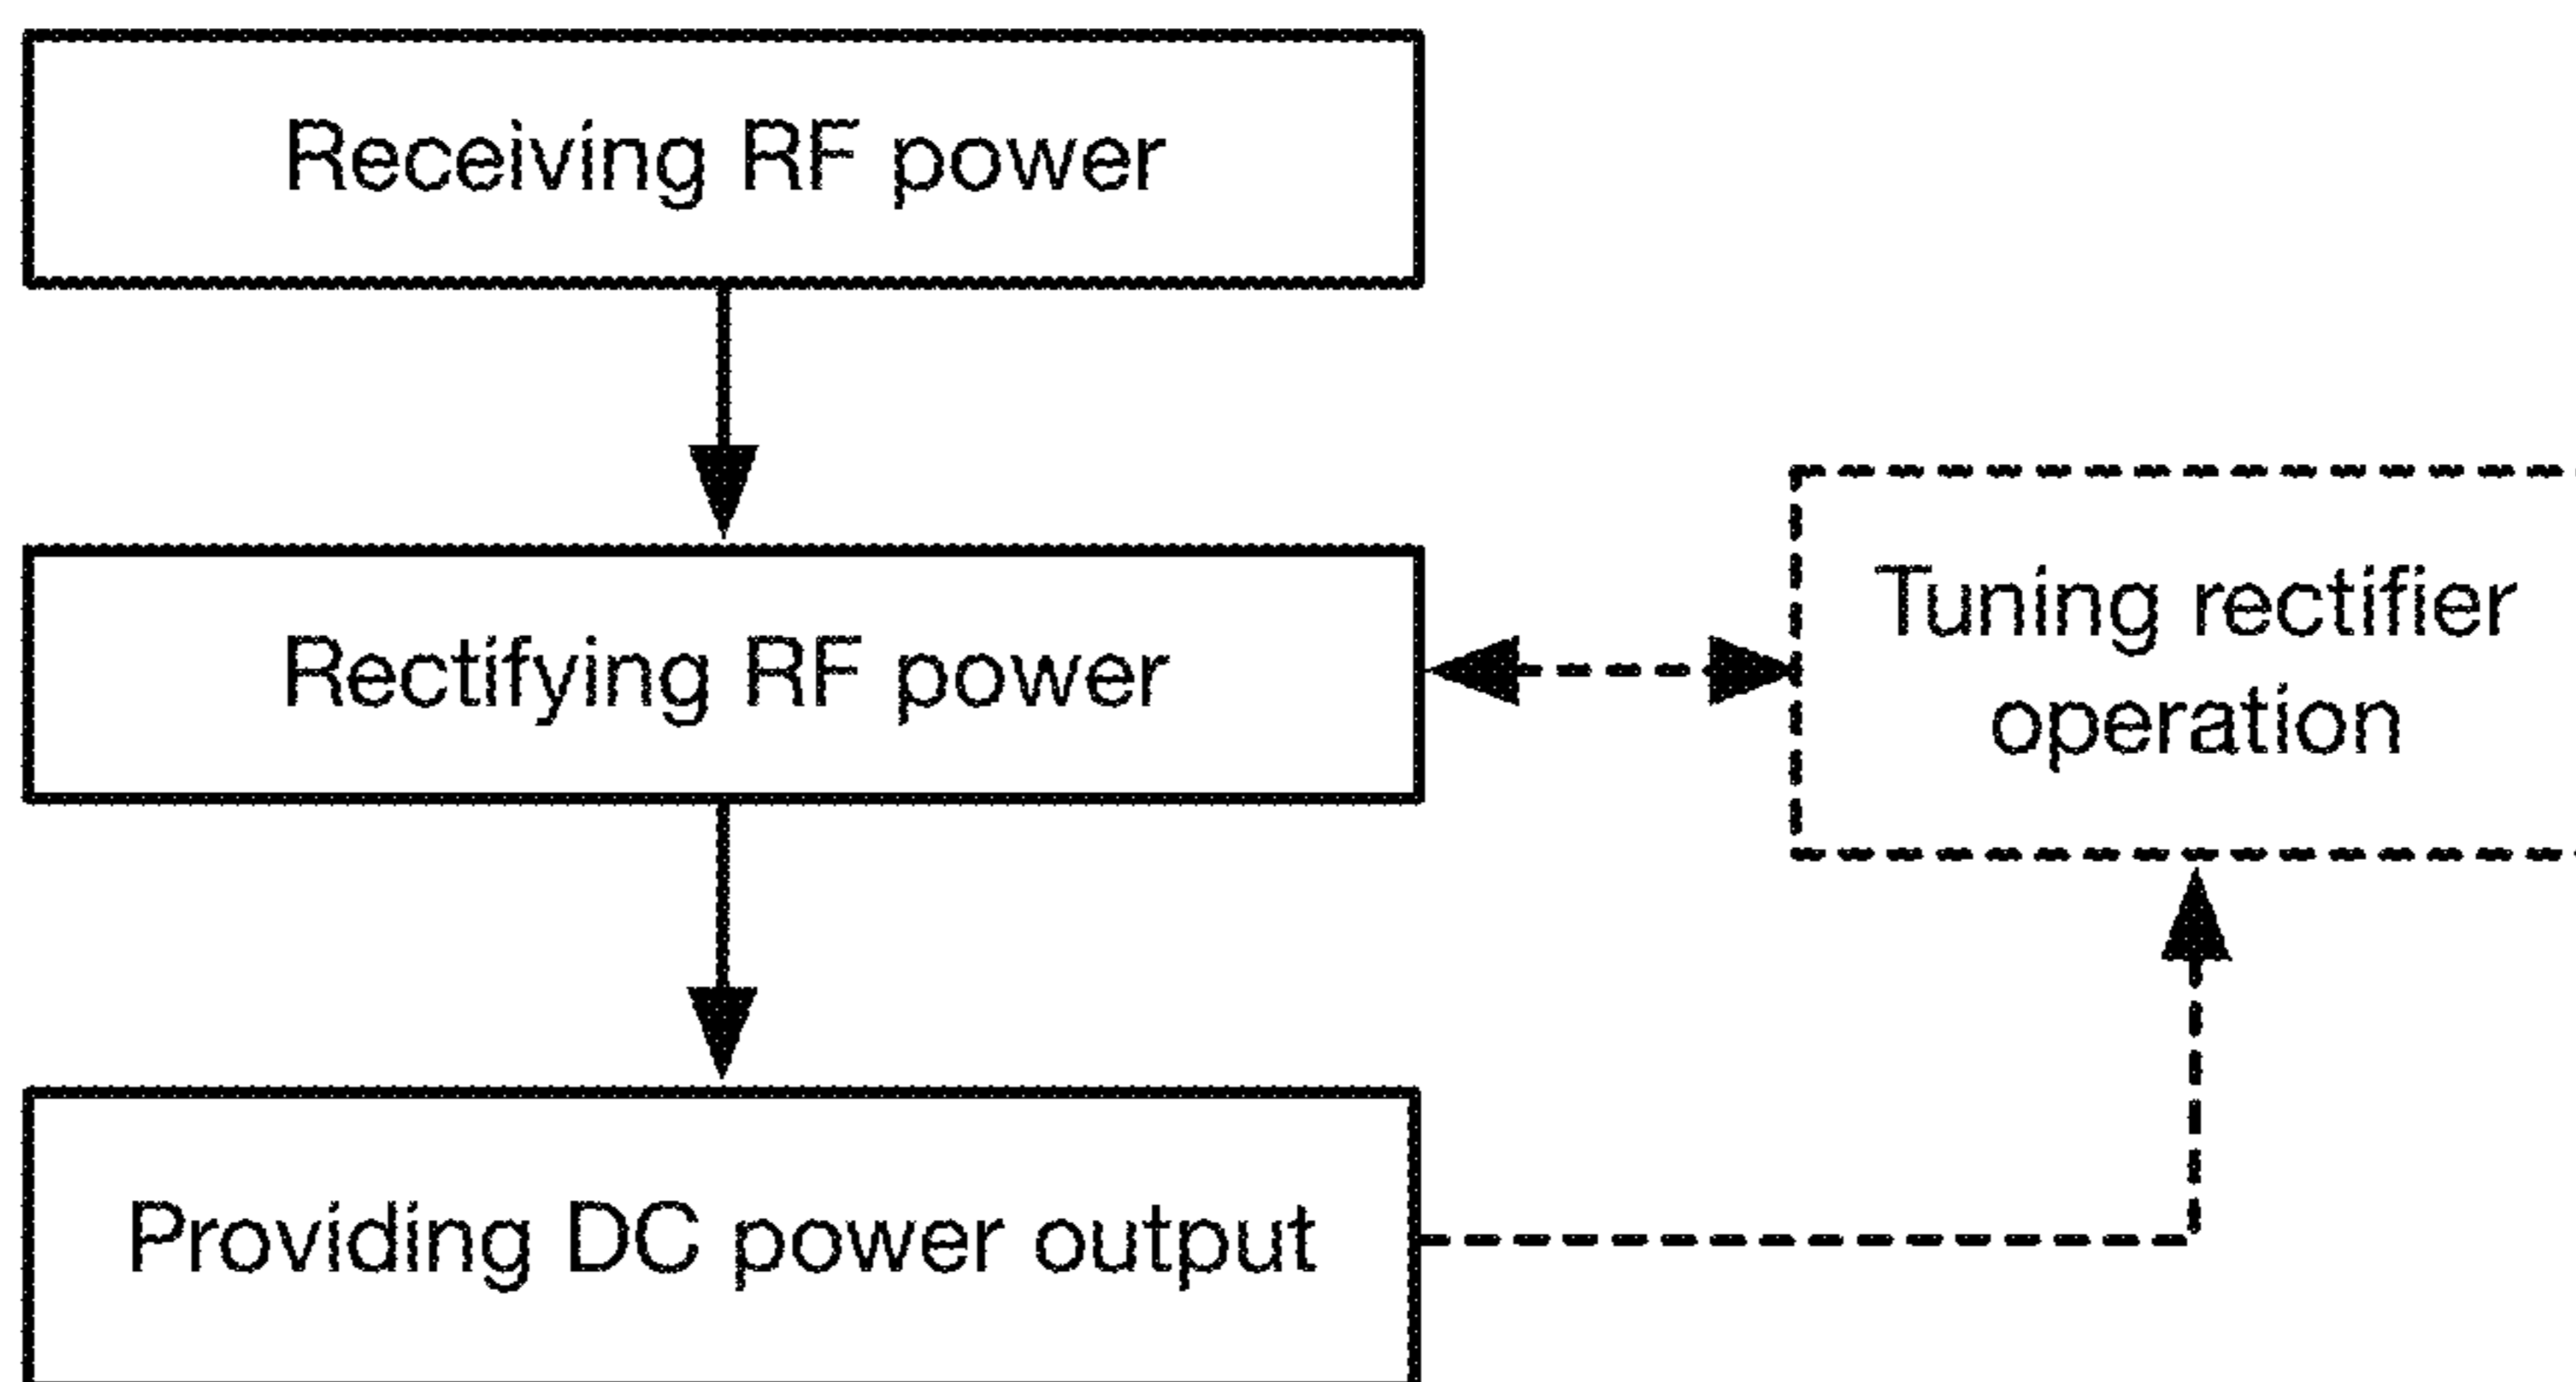 Receiving RF power
Rectifying RF power
Tuning rectifier
operation
Providing DC power output